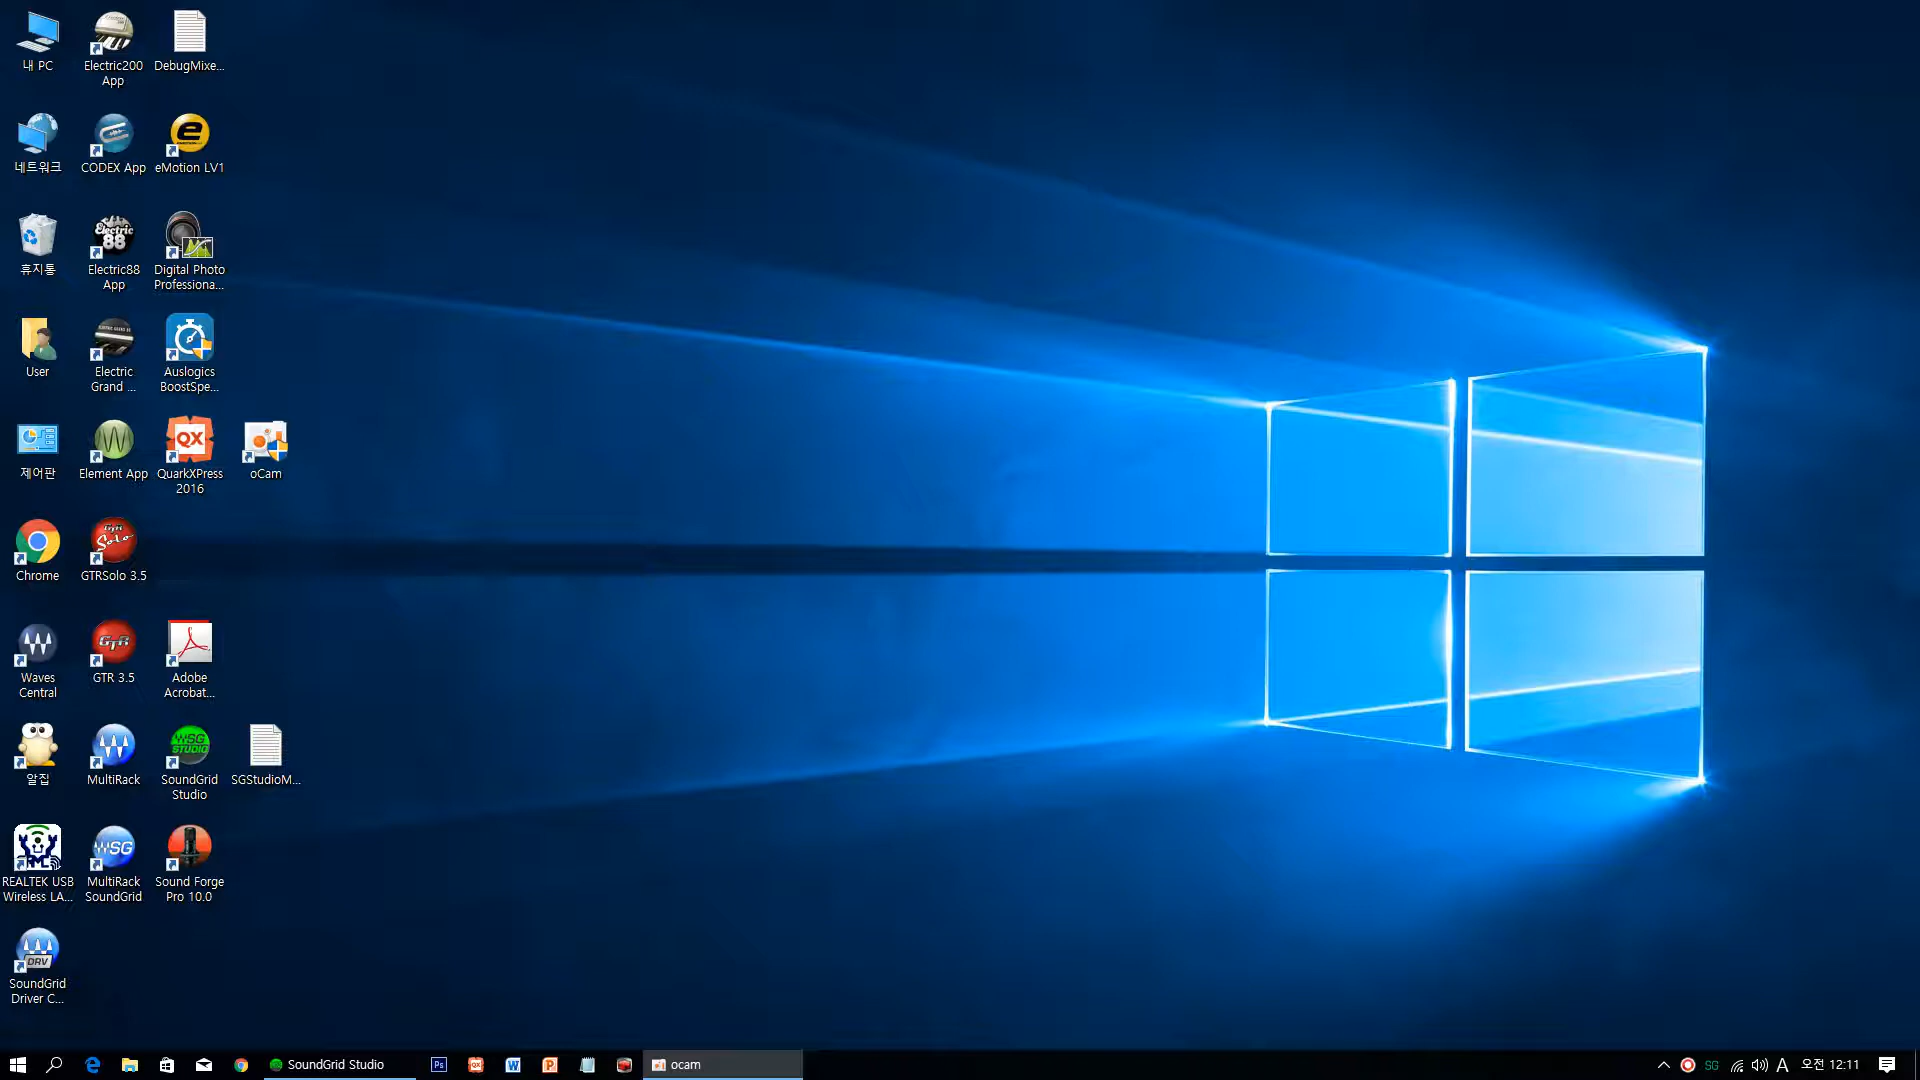 내 PC
Electric200
App
DebugMixe...
네트워크
CODEX App
eMotion LV1
휴지통
Electric88
App
Digital Photo
Professiona...
User
Electric
Grand ...
Auslogics
BoostSpe...
제어판
Element App
QuarkXPress
2016
oCam
Chrome
GTRSolo 3.5
Waves
Central
GTR 3.5
Adobe
Acrobat...
알집
MultiRack
SoundGrid
Studio
SGStudioM...
REALTEK USB
Wireless LA...
MultiRack
SoundGrid
Sound Forge
Pro 10.0
SoundGrid
Driver C...
SoundGrid Studio
ocam
SG
A
오전 12:11